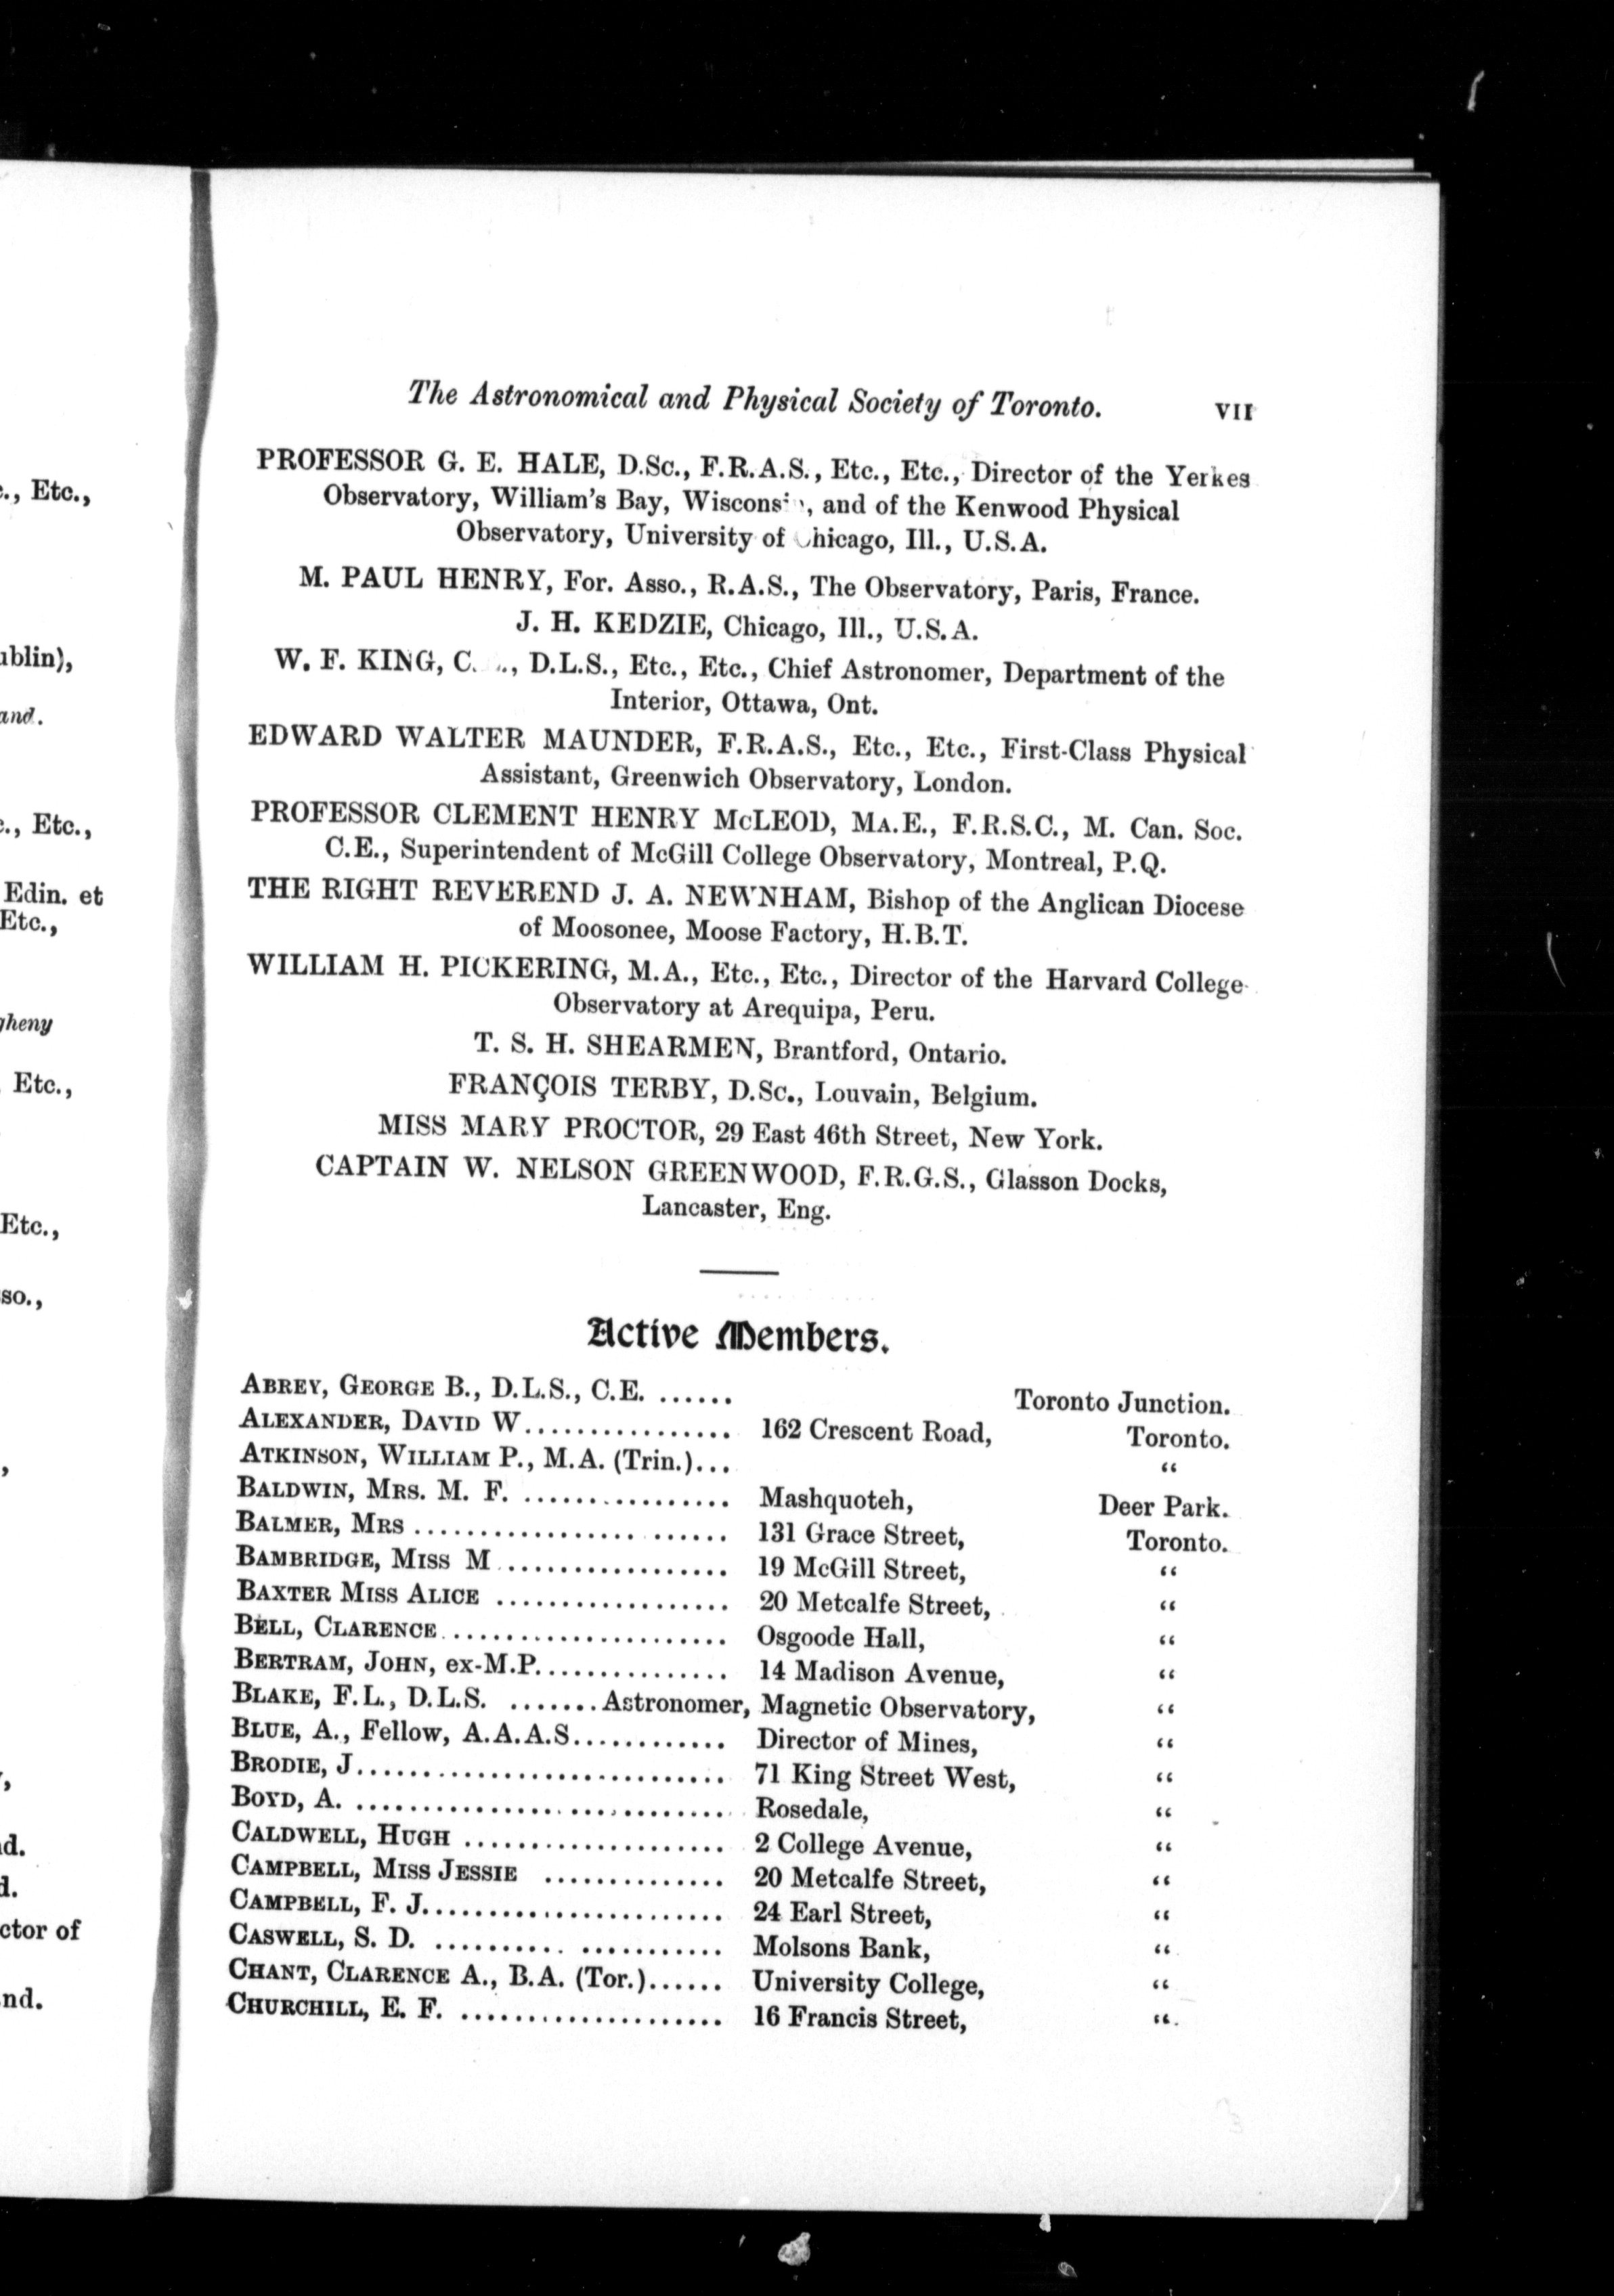 ., Etc.,
and.
Etc.,
Edin. et
Etc.,
Etc.,
Etc.,
ctor of
The Astronomical and Physical Society of Toronto. VII
PROFESSOR G. E. HALE, D.Sc., F.R.A.S., Etc., Etc., Director of the Yerkes
Observatory, William's Bay, Wisconsin, and of the Kenwood Physical
Observatory, University of Chicago, Ill., U.S.A.
M. PAUL HENRY, For. Asso., R.A.S., The Observatory, Paris, France.
J. H. KEDZIE, Chicago, Ill., U.S.A.
W. F. KING, C. , D.L.S., Etc., Etc., Chief Astronomer, Department of the
Interior, Ottawa, Ont.
EDWARD WALTER MAUNDER, F.R.A.S., Etc., Etc., First-Class Physical
Assistant, Greenwich Observatory, London.
PROFESSOR CLEMENT HENRY McLEOD, MA.E., F.R.S.C., M. Can. Soc.
C.E., Superintendent of McGill College Observatory, Montreal, P.Q.
THE RIGHT REVEREND J. A. NEWNHAM, Bishop of the Anglican Diocese
of Moosonee, Moose Factory, H.B.T.
WILLIAM H. PICKERING, M.A., Etc., Etc., Director of the Harvard College
Observatory at Arequipa, Peru.
T. S. H. SHEARMEN, Brantford, Ontario.
FRANÇOIS TERBY, D.Sc., Louvain, Belgium.
MISS MARY PROCTOR, 29 East 46th Street, New York.
CAPTAIN W. NELSON GREENWOOD, F.R.G.S., Glasson Docks,
Lancaster, Eng.
Active Members.
ABREY, GEORGE B., D.L.S., C.E. ...... Toronto Junction.
ALEXANDER, DAVID W................ 162 Crescent Road, Toronto.
ATKINSON, WILLIAM P., M.A. (Trin.)... “
BALDWIN, MRS. M. F. ................ Mashquoteh, Deer Park.
BALMER, MRS ........................ 131 Grace Street, Toronto.
BAMBRIDGE, MISS M .................. 19 McGill Street, “
BAXTER MISS ALICE .................. 20 Metcalfe Street, “
BELL, CLARENCE ...................... Osgoode Hall, “
BERTRAM, JOHN, ex-M.P............... 14 Madison Avenue, “
BLAKE, F.L., D.L.S. ....... Astronomer, Magnetic Observatory, “
BLUE, A., Fellow, A.A.A.S............ Director of Mines, “
BRODIE, J............................ 71 King Street West, “
BOYD, A. ............................ Rosedale, “
CALDWELL, HUGH .................... 2 College Avenue, “
CAMPBELL, MISS JESSIE .............. 20 Metcalfe Street, “
CAMPBELL, F. J....................... 24 Earl Street, “
CASWELL, S. D. .......... ........... Molsons Bank, “
CHANT, CLARENCE A., B.A. (Tor.)...... University College, “
CHURCHILL, E. F. .................... 16 Francis Street, “